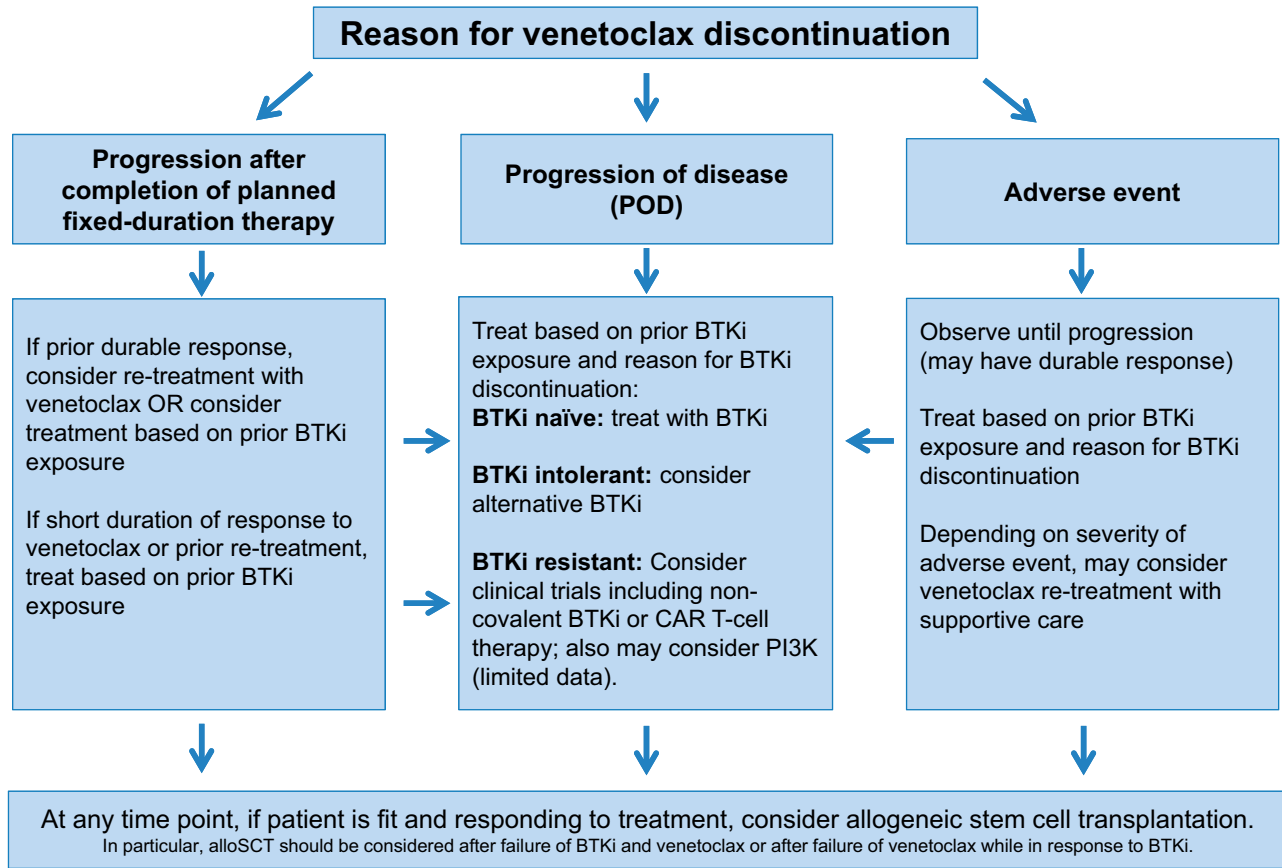 Reason for venetoclax discontinuation
Progression after
completion of planned
fixed-duration therapy
Progression of disease
(POD)
Adverse event
If prior durable response,
consider re-treatment with
venetoclax OR consider
treatment based on prior BTKi
exposure
If short duration of response to
venetoclax or prior re-treatment,
treat based on prior BTKi
exposure
Treat based on prior BTKi
exposure and reason for BTKi
discontinuation:
BTKi naïve: treat with BTKi
BTKi intolerant: consider
alternative BTKi
BTKi resistant: Consider
clinical trials including non-
covalent BTKi or CAR T-cell
therapy; also may consider PI3K
(limited data).
Observe until progression
(may have durable response)
Treat based on prior BTKi
exposure and reason for BTKi
discontinuation
Depending on severity of
adverse event, may consider
venetoclax re-treatment with
supportive care
At any time point, if patient is fit and responding to treatment, consider allogeneic stem cell transplantation.
In particular, alloSCT should be considered after failure of BTKi and venetoclax or after failure of venetoclax while in response to BTKi.